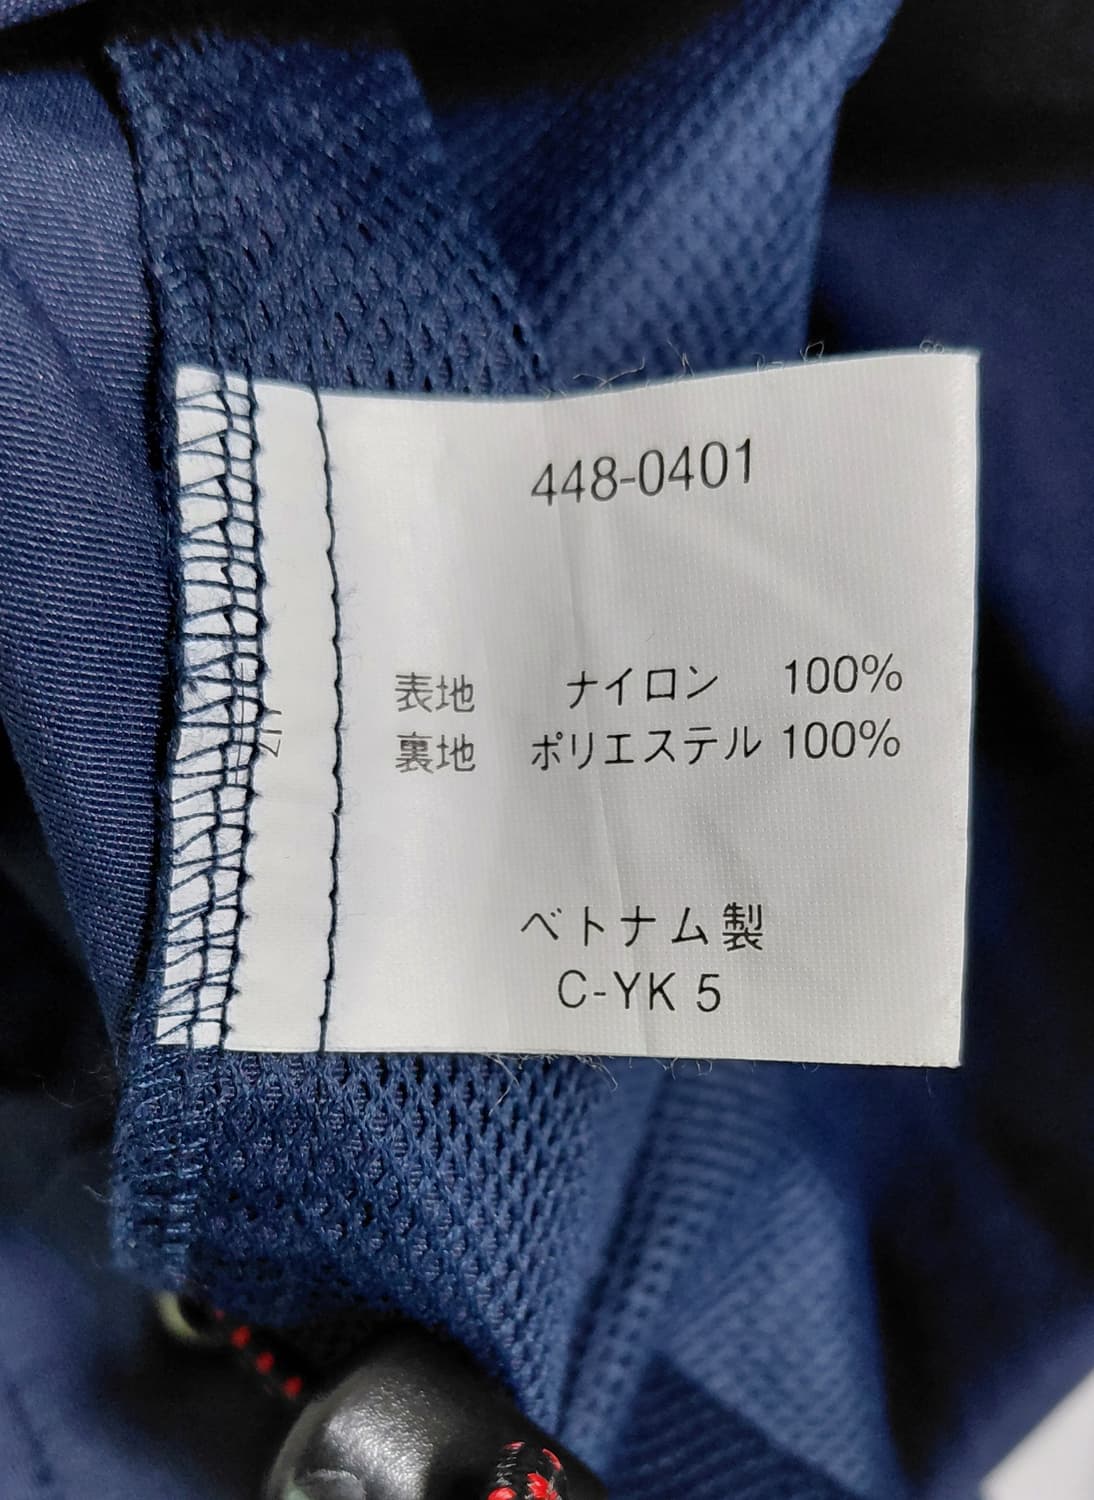 448-0401
表地 ナイロン 100%
裏地 ポリエステル 100%
ベトナム製
C-YK 5